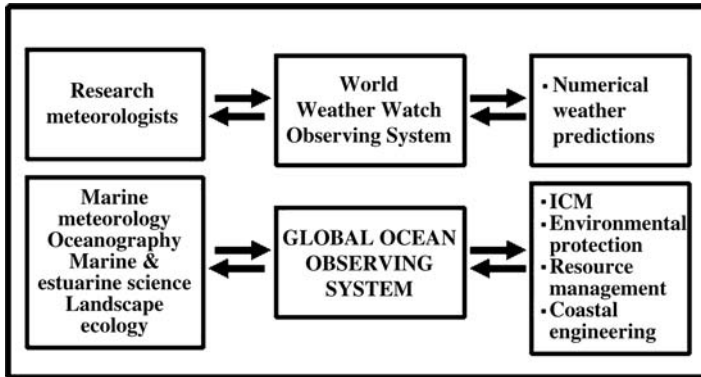 Research
meteorologists
World
Weather Watch
Observing System
▪ Numerical
weather
predictions
Marine
meteorology
Oceanography
Marine &
estuarine science
Landscape
ecology
GLOBAL OCEAN
OBSERVING
SYSTEM
▪ ICM
▪ Environmental
protection
▪ Resource
management
▪ Coastal
engineering